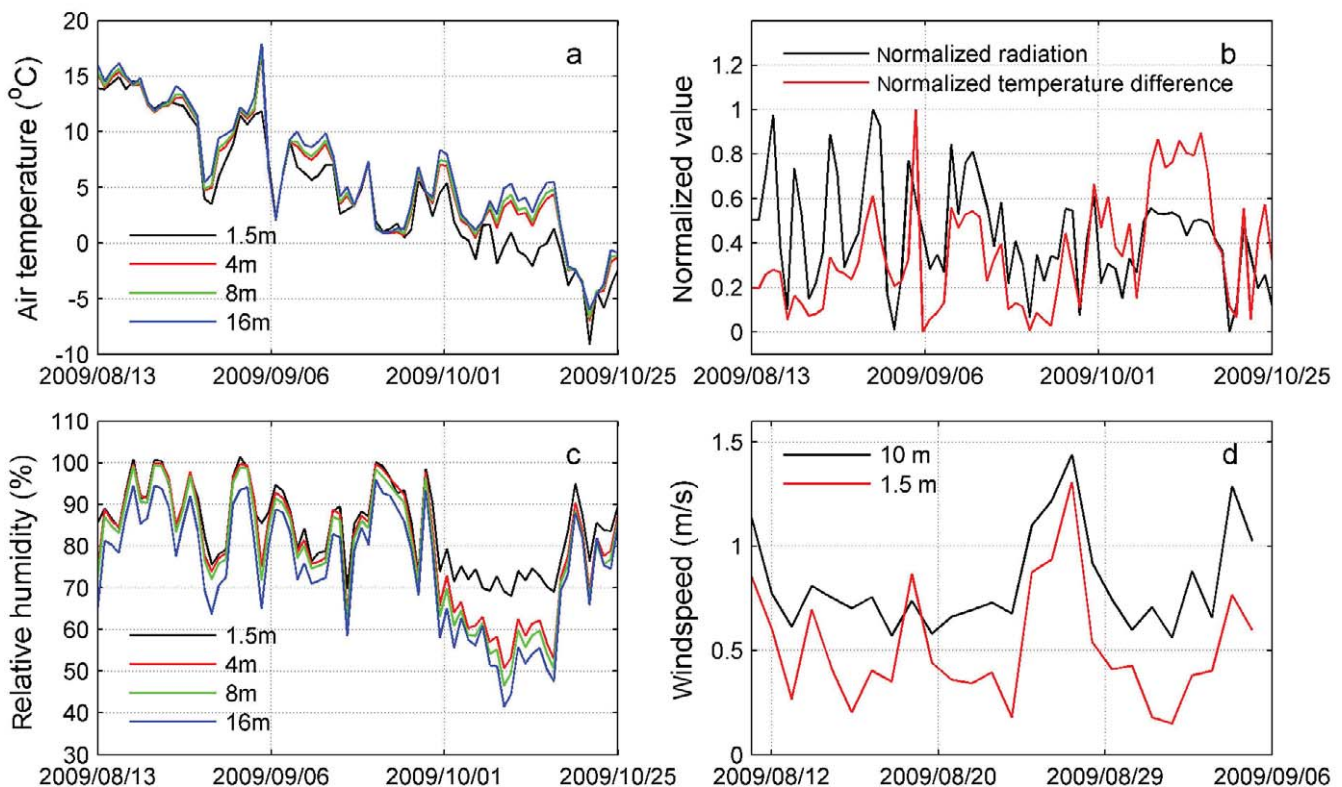 a
Air temperature (°C)
20
15
10
5
0
-5
-10
1.5m
4m
8m
16m
2009/08/13
2009/09/06
2009/10/01
2009/10/25
b
Normalized value
1.2
1
0.8
0.6
0.4
0.2
0
Normalized radiation
Normalized temperature difference
2009/08/13
2009/09/06
2009/10/01
2009/10/25
c
Relative humidity (%)
110
100
90
80
70
60
50
40
30
1.5m
4m
8m
16m
2009/08/13
2009/09/06
2009/10/01
2009/10/25
d
Windspeed (m/s)
1.5
1
0.5
0
10 m
1.5 m
2009/08/12
2009/08/20
2009/08/29
2009/09/06